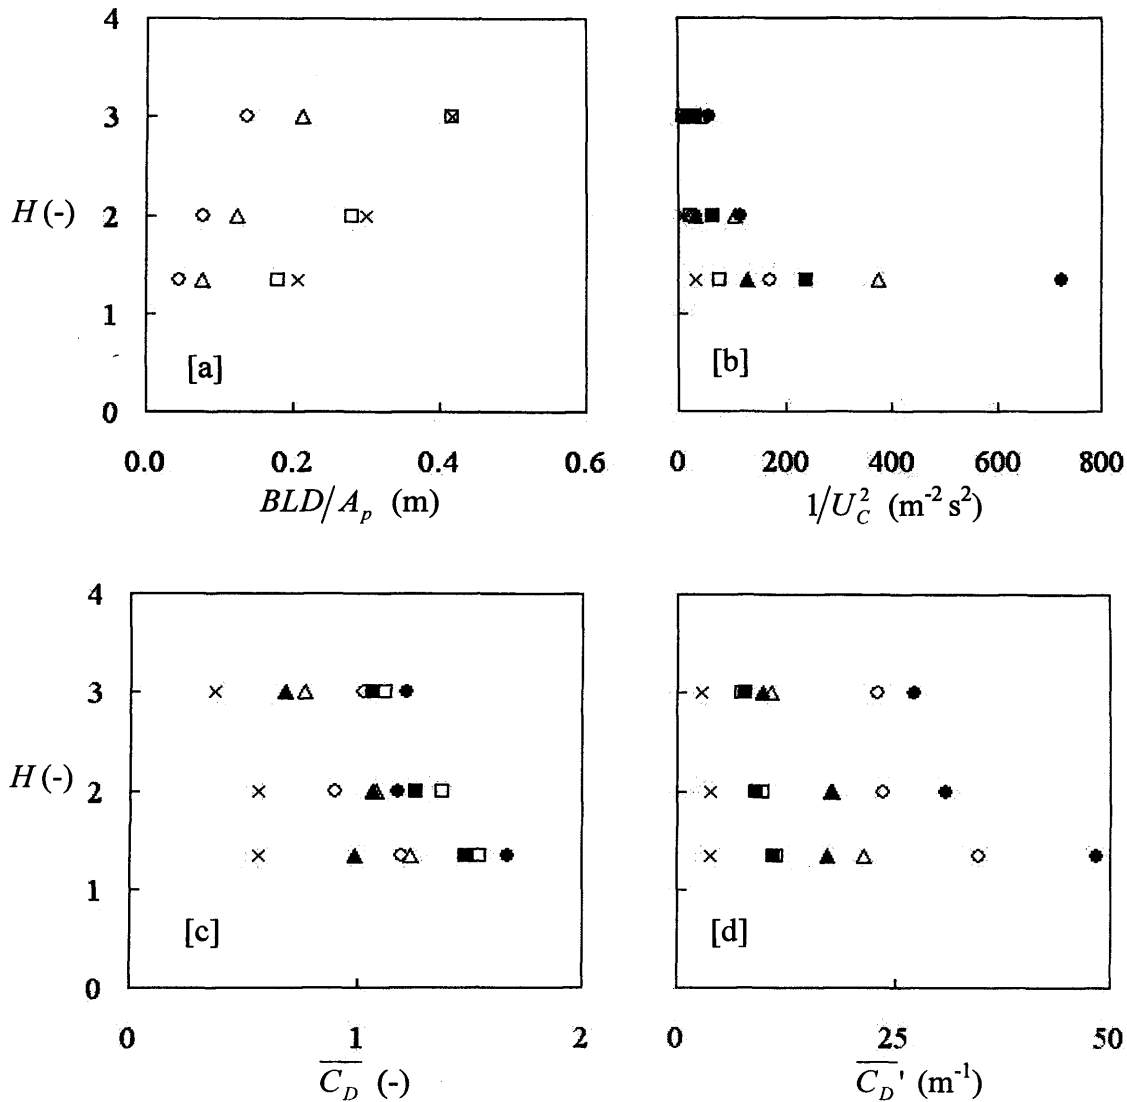 4
3
H (-) 2
1
[a]
0
0.0 0.2 0.4 0.6
BLD/A_p (m)
[b]
0 200 400 600 800
1/U_C^2 (m^-2 s^2)
4
3
H (-) 2
1
[c]
0
0 1 2
\overline{C_D} (-)
[d]
0 25 50
\overline{C_D}' (m^-1)